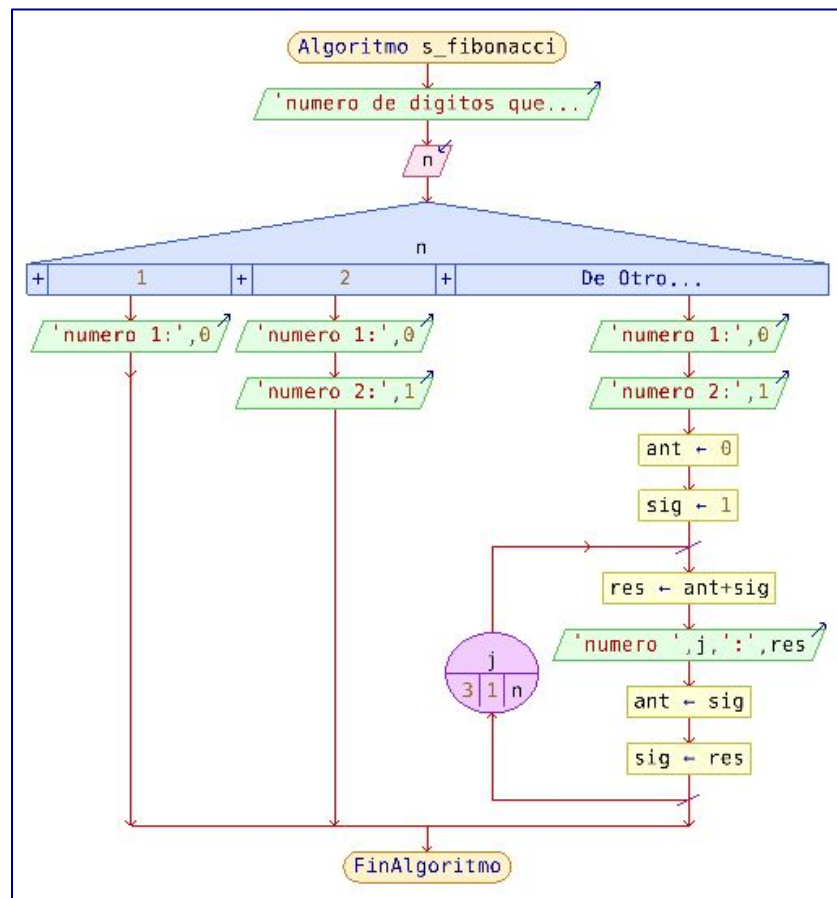 Algoritmo s_fibonacci
'numero de digitos que...
n
n
+ 1 + 2 + De Otro...
'numero 1:',0 'numero 1:',0 'numero 1:',0
'numero 2:',1 'numero 2:',1
ant ← 0
sig ← 1
res ← ant+sig
'numero ',j,':',res
j
3 1 n
ant ← sig
sig ← res
FinAlgoritmo